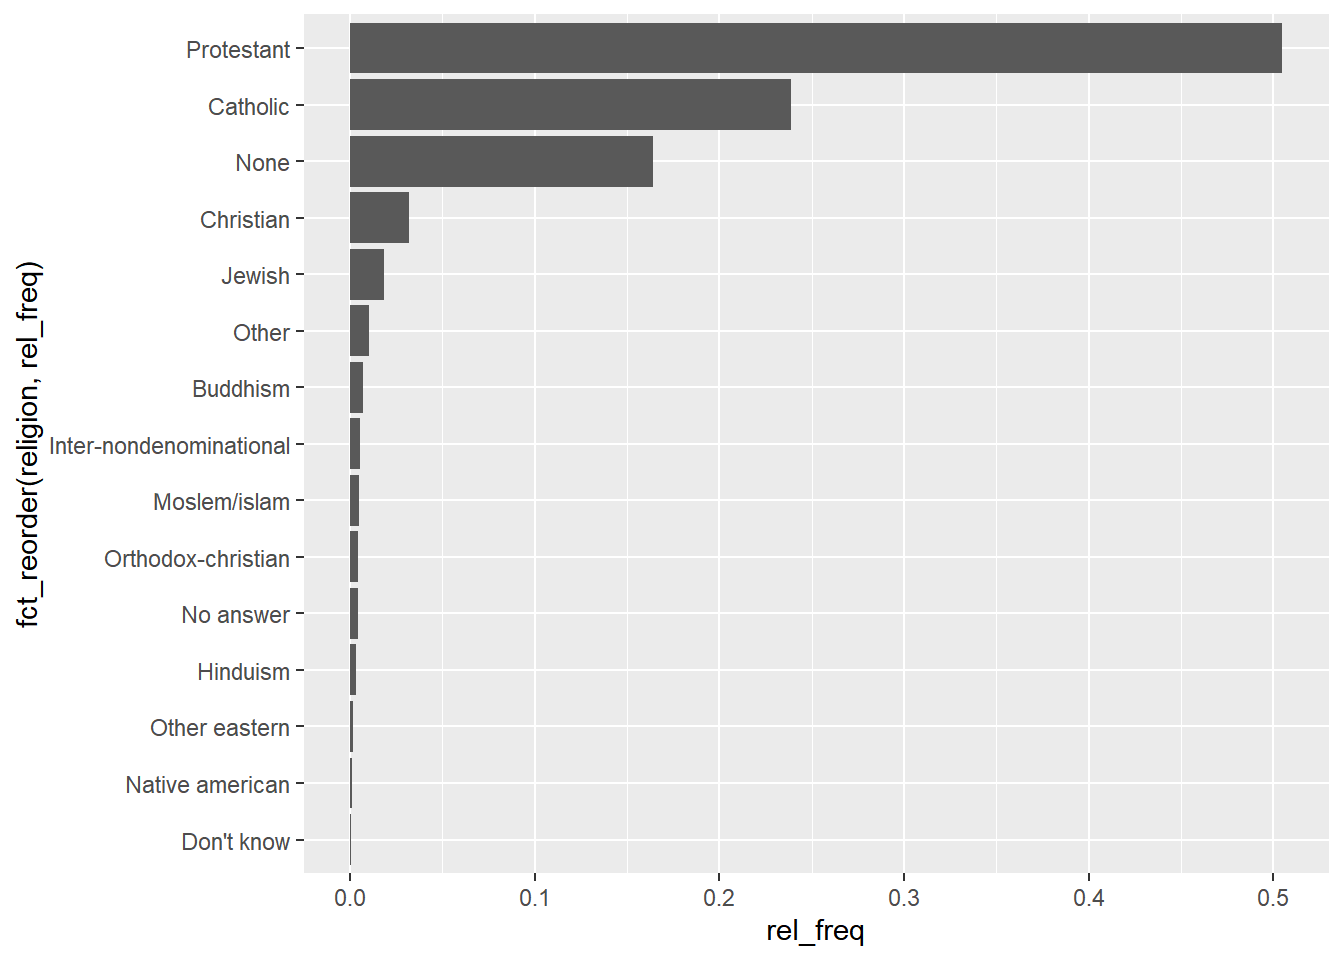 Protestant
Catholic
None
Christian
Jewish
Other
Buddhism
Inter-nondenominational
Moslem/islam
Orthodox-christian
No answer
Hinduism
Other eastern
Native american
Don't know
fct_reorder(religion, rel_freq)
0.0 0.1 0.2 0.3 0.4 0.5
rel_freq